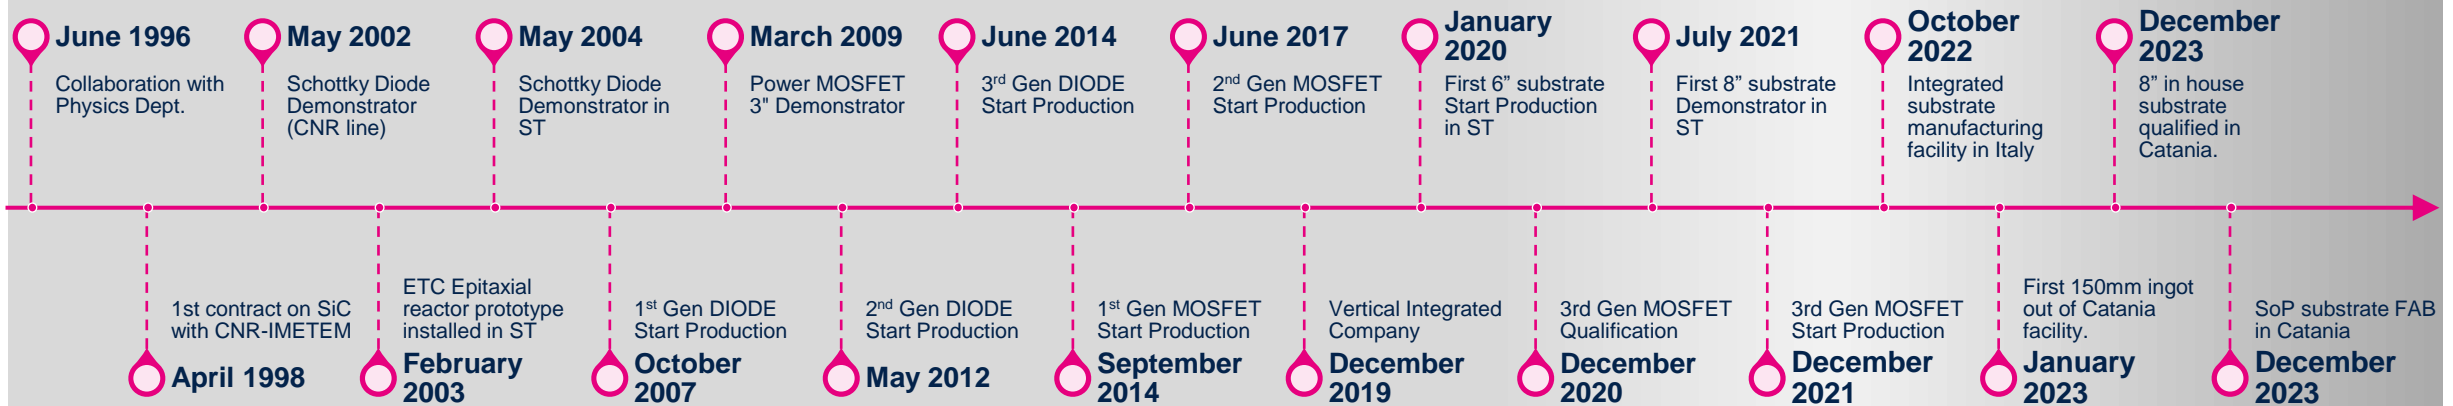 June 1996
Collaboration with
Physics Dept.
May 2002
Schottky Diode
Demonstrator
(CNR line)
May 2004
Schottky Diode
Demonstrator in
ST
March 2009
Power MOSFET
3" Demonstrator
June 2014
3rd Gen DIODE
Start Production
June 2017
2nd Gen MOSFET
Start Production
January
2020
First 6” substrate
Start Production
in ST
July 2021
First 8” substrate
Demonstrator in
ST
October
2022
Integrated
substrate
manufacturing
facility in Italy
December
2023
8” in house
substrate
qualified in
Catania.
1st contract on SiC
with CNR-IMETEM
April 1998
ETC Epitaxial
reactor prototype
installed in ST
February
2003
1st Gen DIODE
Start Production
October
2007
2nd Gen DIODE
Start Production
May 2012
1st Gen MOSFET
Start Production
September
2014
Vertical Integrated
Company
December
2019
3rd Gen MOSFET
Qualification
December
2020
3rd Gen MOSFET
Start Production
December
2021
First 150mm ingot
out of Catania
facility.
January
2023
SoP substrate FAB
in Catania
December
2023